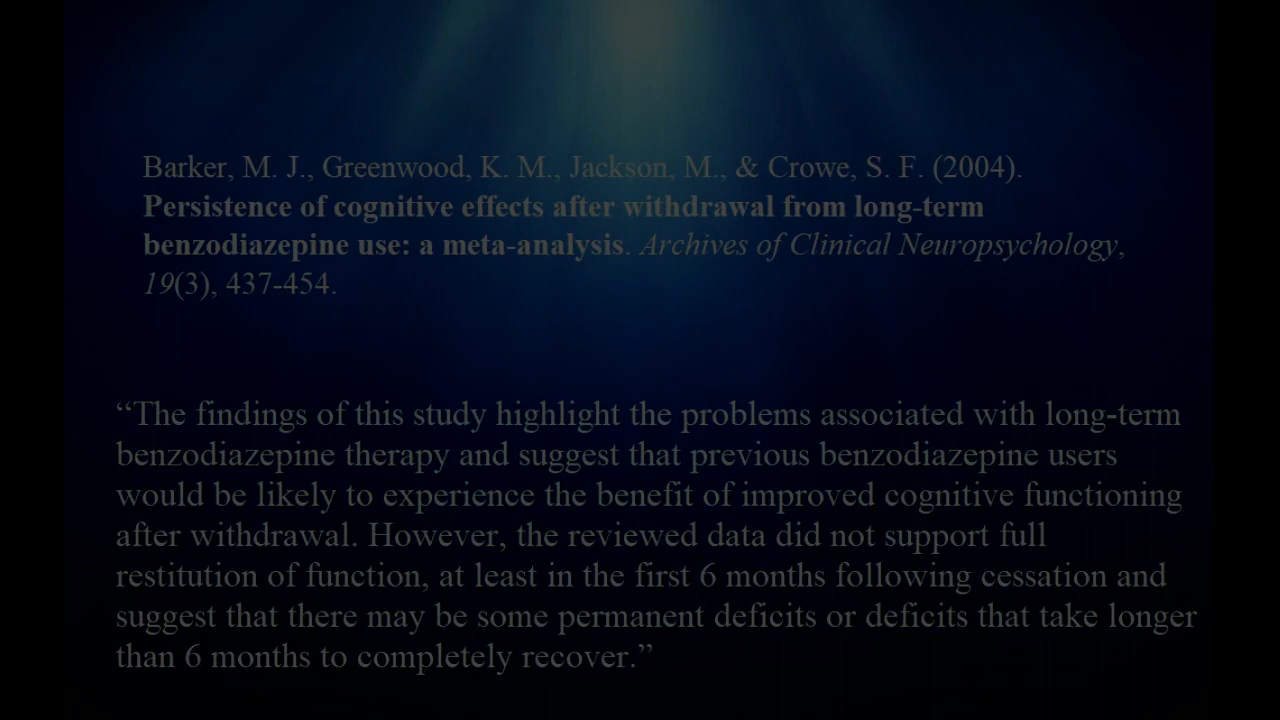 Barker, M. J., Greenwood, K. M., Jackson, M., & Crowe, S. F. (2004).
Persistence of cognitive effects after withdrawal from long-term
benzodiazepine use: a meta-analysis. Archives of Clinical Neuropsychology,
19(3), 437-454.
“The findings of this study highlight the problems associated with long-term
benzodiazepine therapy and suggest that previous benzodiazepine users
would be likely to experience the benefit of improved cognitive functioning
after withdrawal. However, the reviewed data did not support full
restitution of function, at least in the first 6 months following cessation and
suggest that there may be some permanent deficits or deficits that take longer
than 6 months to completely recover.”